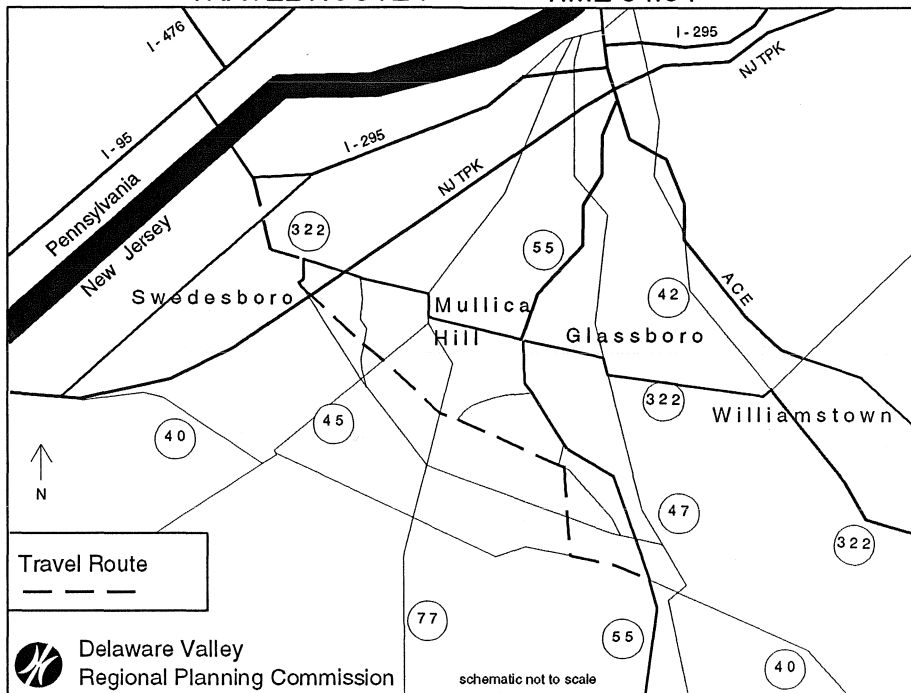 I - 476
I - 295
NJ TPK
I - 95
I - 295
NJ TPK
Pennsylvania
New Jersey
322
55
Swedesboro
Mullica
Hill
42
ACE
Glassboro
322
Williamstown
40
45
N
47
322
Travel Route
77
55
40
Delaware Valley
Regional Planning Commission
schematic not to scale